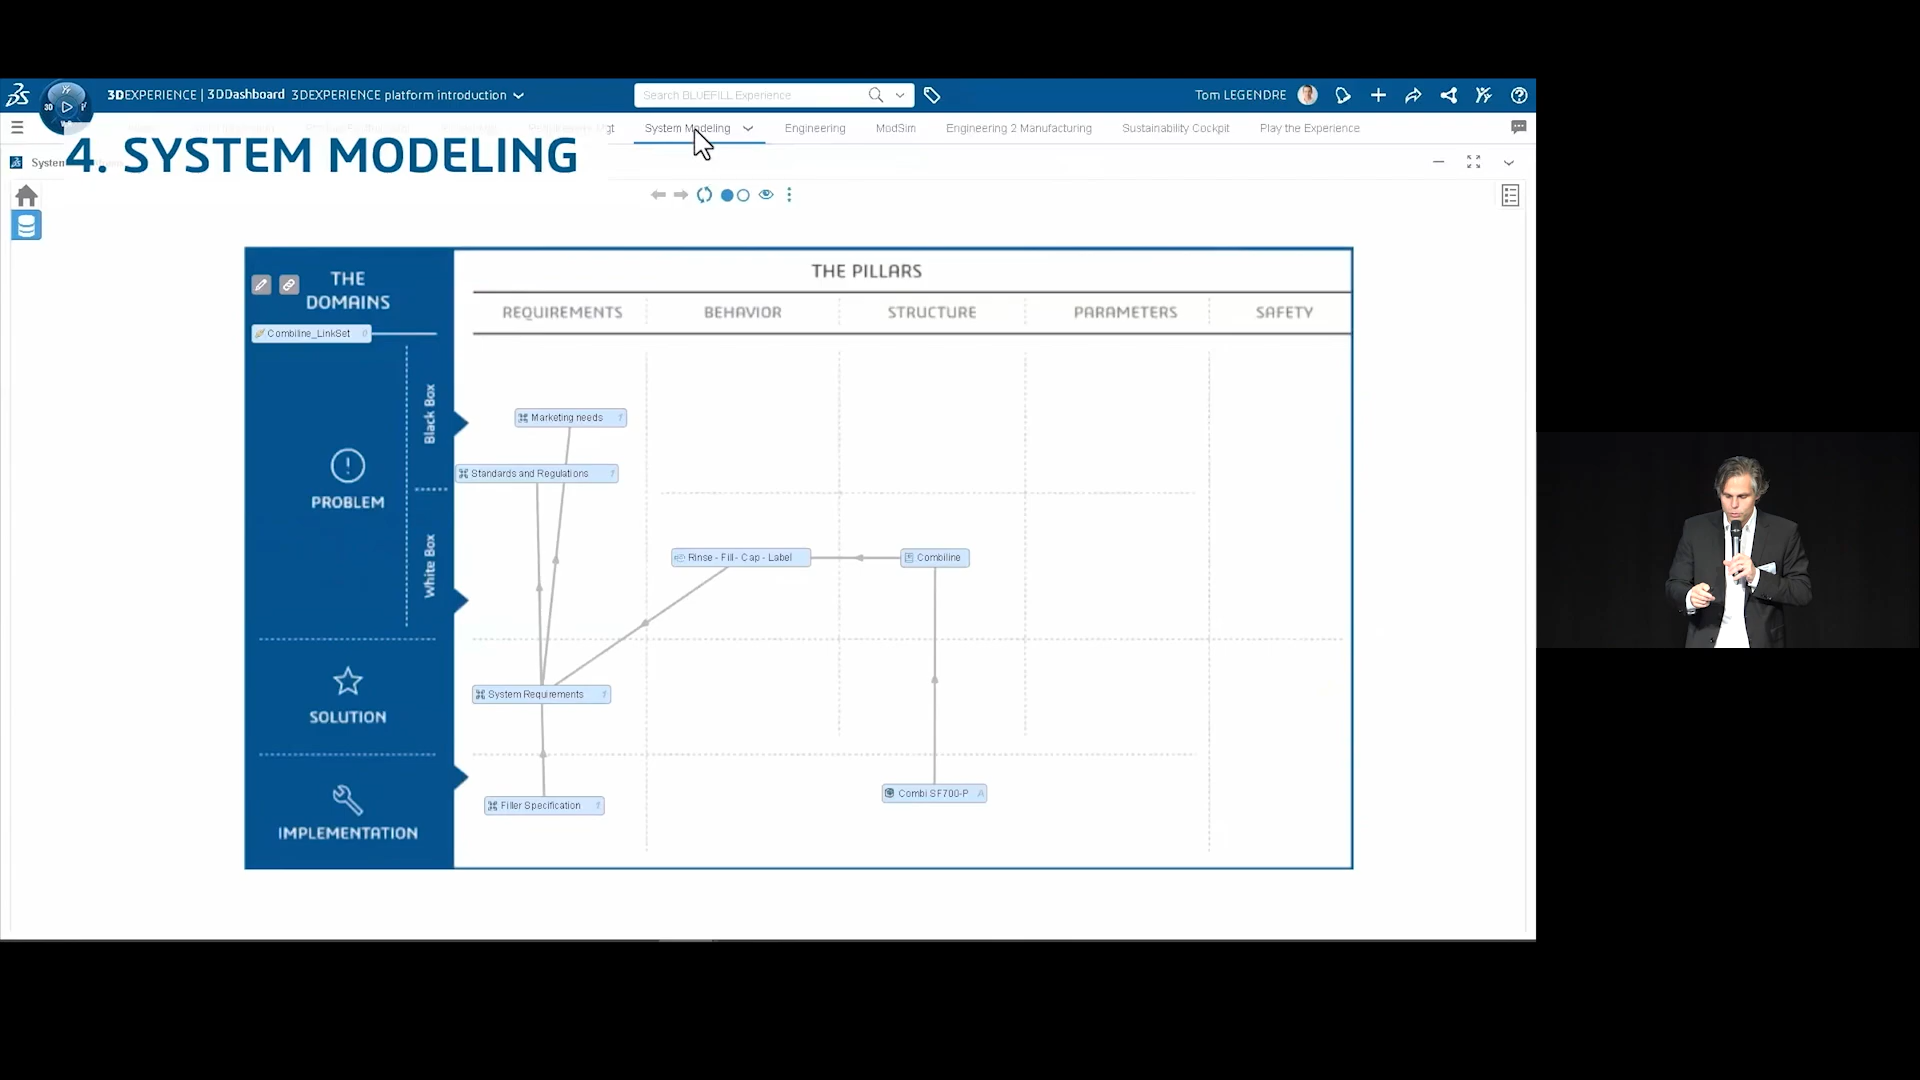 3DEXPERIENCE | 3DDashboard 3DEXPERIENCE platform introduction
Search BLUEFILL Experience
Tom LEGENDRE
System Modeling
Engineering
ModSim
Engineering 2 Manufacturing
Sustainability Cockpit
Play the Experience
4. SYSTEM MODELING
THE
DOMAINS
Combiline_LinkSet
THE PILLARS
REQUIREMENTS
BEHAVIOR
STRUCTURE
PARAMETERS
SAFETY
PROBLEM
Black Box
White Box
SOLUTION
IMPLEMENTATION
Marketing needs
Standards and Regulations
Rinse - Fill - Cap - Label
Combiline
System Requirements
Filler Specification
Combi SF700-P A